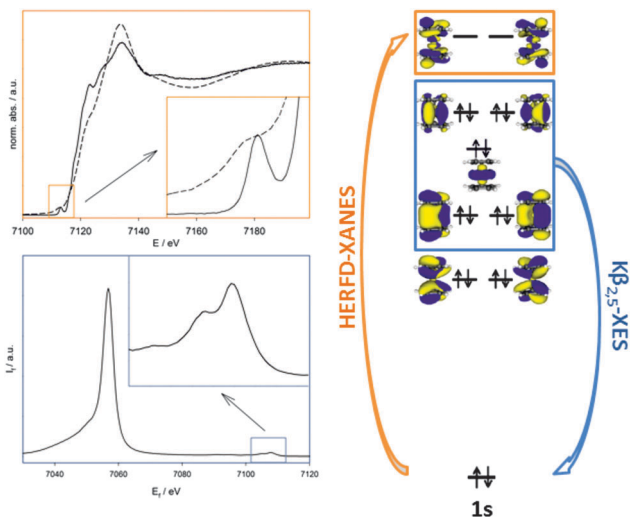 norm. abs. / a.u.
7100 7120 7140 7160 7180
E / eV
I_f / a.u.
7040 7060 7080 7100 7120
E_f / eV
HERFD-XANES
Kβ2,5-XES
1s